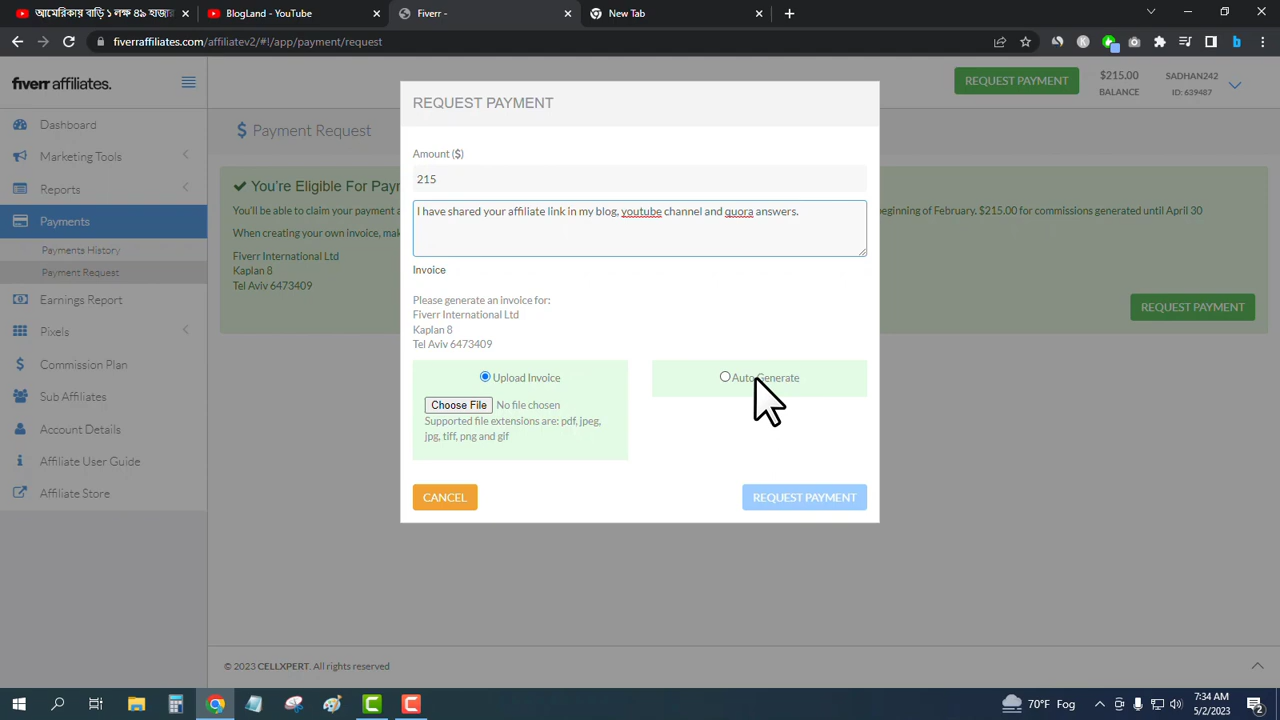 আমেরিকায় বাড়ি ১ লক্ষ ৪৯ হাজার
BlogLand - YouTube
Fiverr -
New Tab
fiverraffiliates.com/affiliatev2/#!/app/payment/request
fiverr affiliates.
REQUEST PAYMENT
$215.00
BALANCE
SADHAN242
ID: 639487
Dashboard
Marketing Tools
Reports
Payments
Payments History
Payment Request
Earnings Report
Pixels
Commission Plan
Sub Affiliates
Account Details
Affiliate User Guide
Affiliate Store
$ Payment Request
You're Eligible For Pay
You'll be able to claim your payment a
beginning of February. $215.00 for commissions generated until April 30
When creating your own invoice, mak
Fiverr International Ltd
Kaplan 8
Tel Aviv 6473409
REQUEST PAYMENT
REQUEST PAYMENT
Amount ($)
215
I have shared your affiliate link in my blog, youtube channel and quora answers.
Invoice
Please generate an invoice for:
Fiverr International Ltd
Kaplan 8
Tel Aviv 6473409
Upload Invoice
Choose File No file chosen
Supported file extensions are: pdf, jpeg,
jpg, tiff, png and gif
Auto Generate
CANCEL
REQUEST PAYMENT
© 2023 CELLXPERT. All rights reserved
70°F Fog
7:34 AM
5/2/2023
2